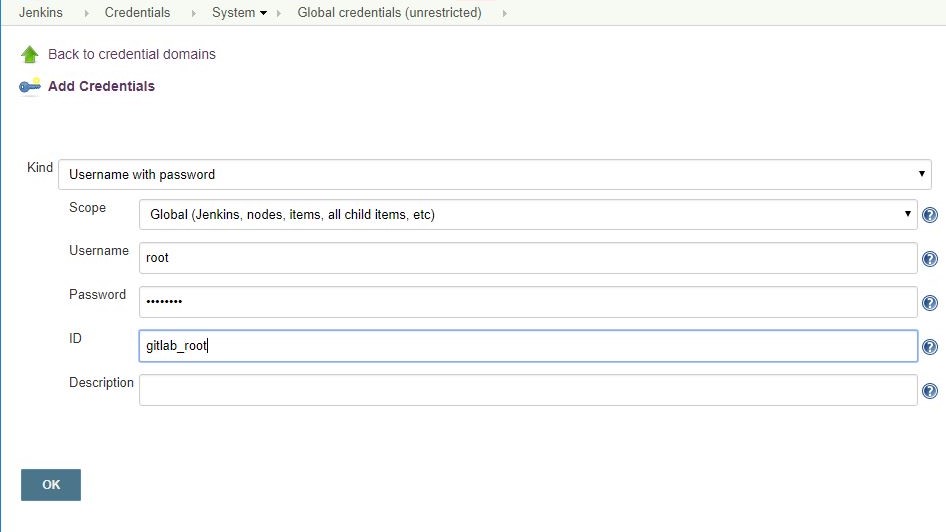 Jenkins Credentials System Global credentials (unrestricted)
Back to credential domains
Add Credentials
Kind Username with password
Scope Global (Jenkins, nodes, items, all child items, etc)
Username root
Password ••••••••
ID gitlab_root
Description
OK